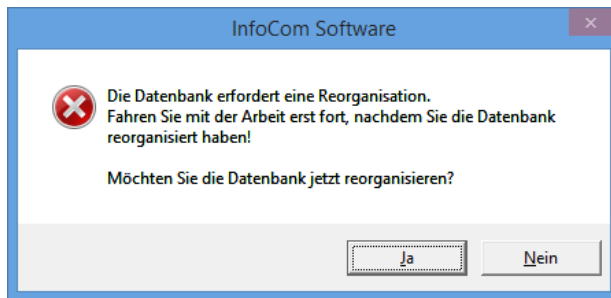 InfoCom Software
Die Datenbank erfordert eine Reorganisation.
Fahren Sie mit der Arbeit erst fort, nachdem Sie die Datenbank
reorganisiert haben!
Möchten Sie die Datenbank jetzt reorganisieren?
Ja
Nein